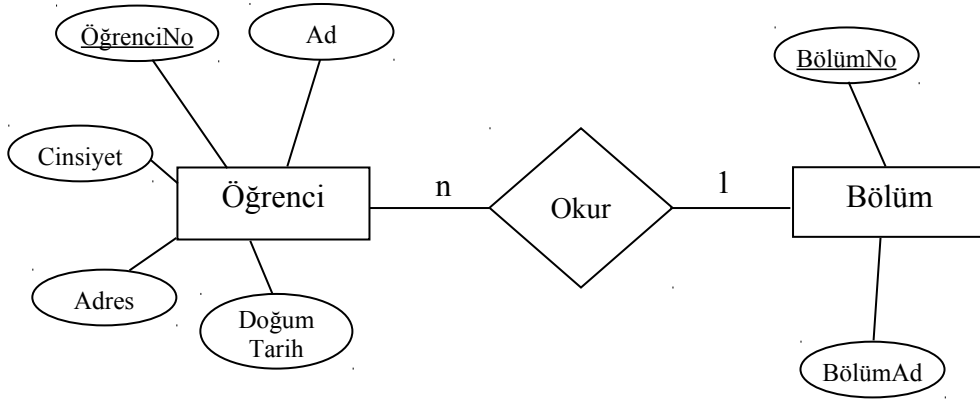 ÖğrenciNo
Ad
BölümNo
Cinsiyet
Öğrenci
n
Okur
1
Bölüm
Adres
Doğum
Tarih
BölümAd